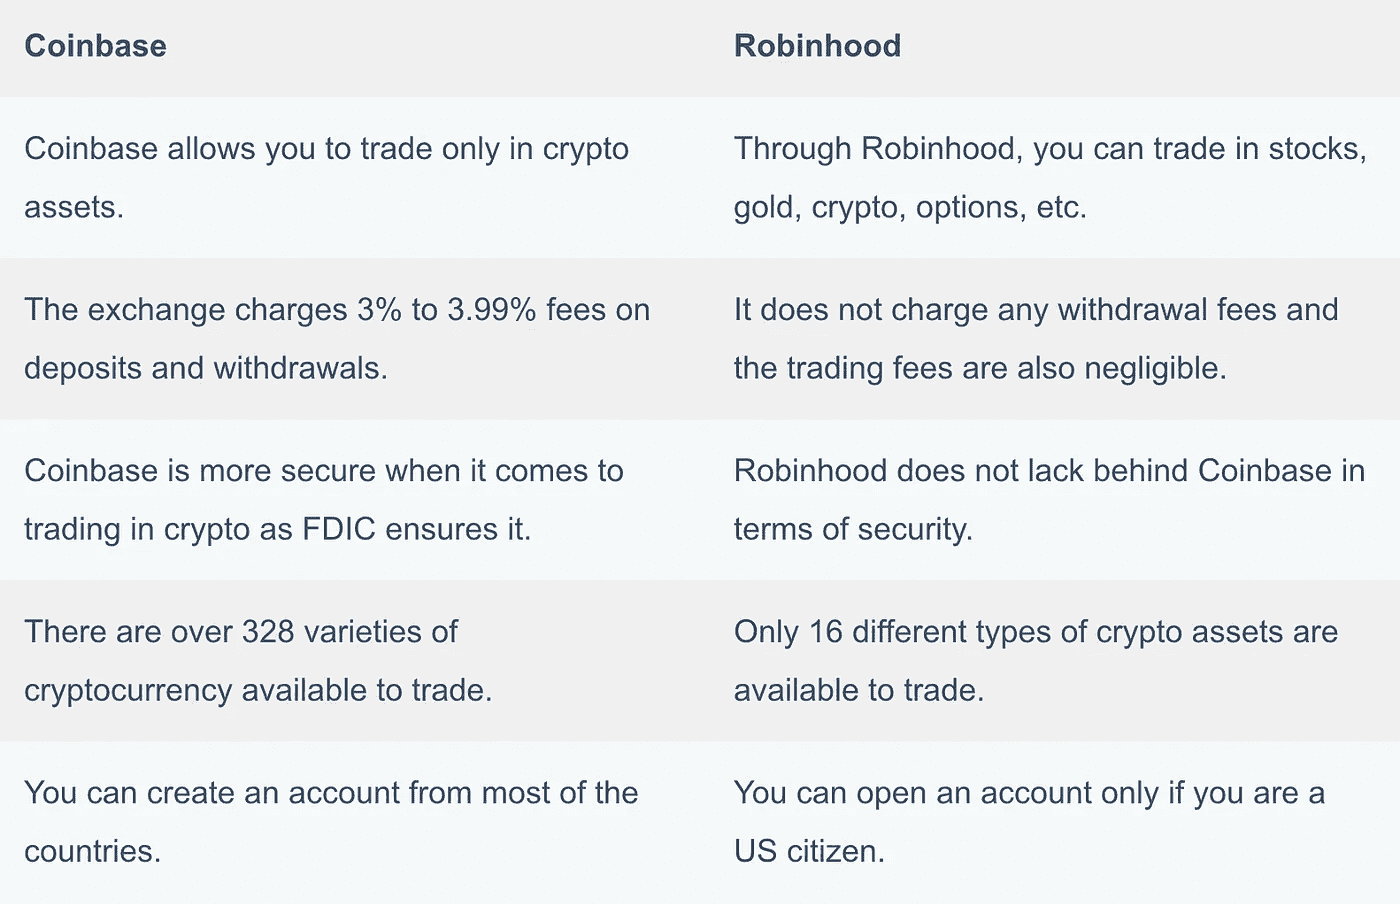 Coinbase
Robinhood
Coinbase allows you to trade only in crypto
assets.
Through Robinhood, you can trade in stocks,
gold, crypto, options, etc.
The exchange charges 3% to 3.99% fees on
deposits and withdrawals.
It does not charge any withdrawal fees and
the trading fees are also negligible.
Coinbase is more secure when it comes to
trading in crypto as FDIC ensures it.
Robinhood does not lack behind Coinbase in
terms of security.
There are over 328 varieties of
cryptocurrency available to trade.
Only 16 different types of crypto assets are
available to trade.
You can create an account from most of the
countries.
You can open an account only if you are a
US citizen.